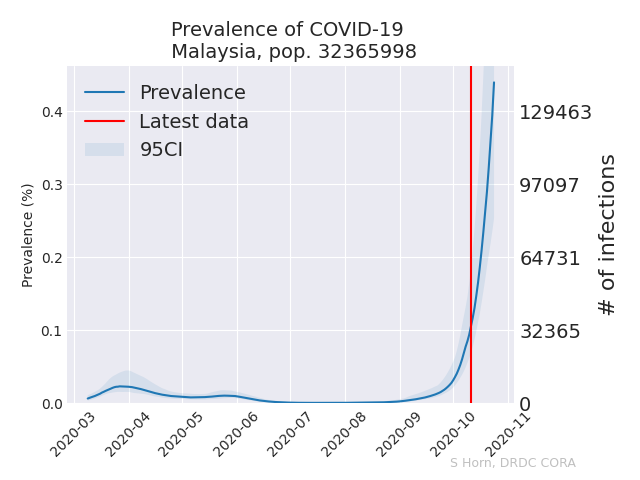 Prevalence of COVID-19
Malaysia, pop. 32365998
Prevalence
Latest data
95CI
Prevalence (%)
0.4
0.3
0.2
0.1
0.0
129463
97097
64731
32365
0
# of infections
2020-03
2020-04
2020-05
2020-06
2020-07
2020-08
2020-09
2020-10
2020-11
S Horn, DRDC CORA